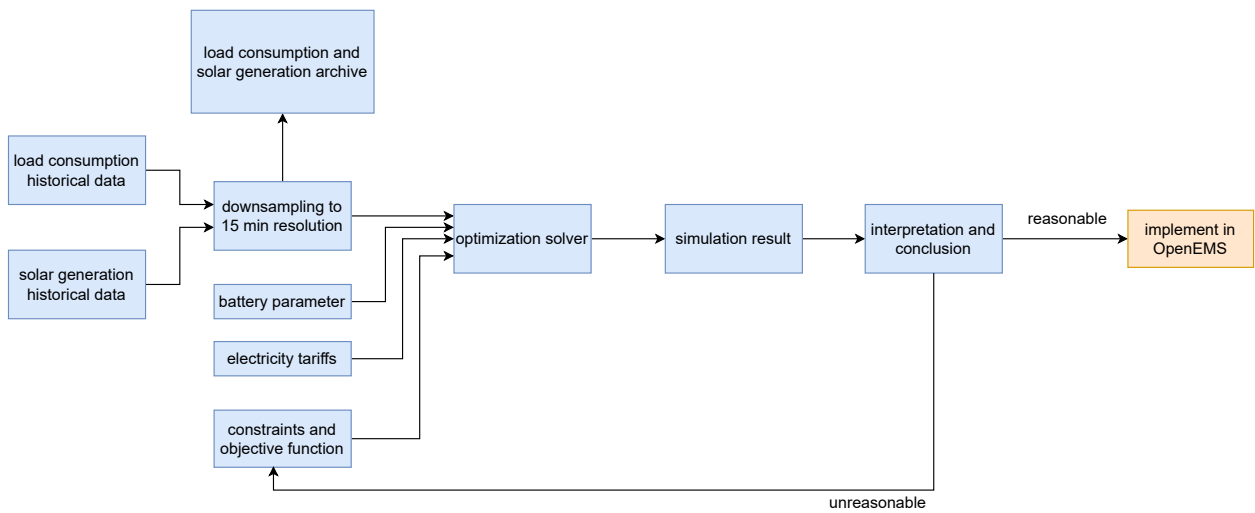 load consumption and
solar generation archive
load consumption
historical data
solar generation
historical data
downsampling to
15 min resolution
battery parameter
electricity tariffs
constraints and
objective function
optimization solver
simulation result
interpretation and
conclusion
reasonable
implement in
OpenEMS
unreasonable